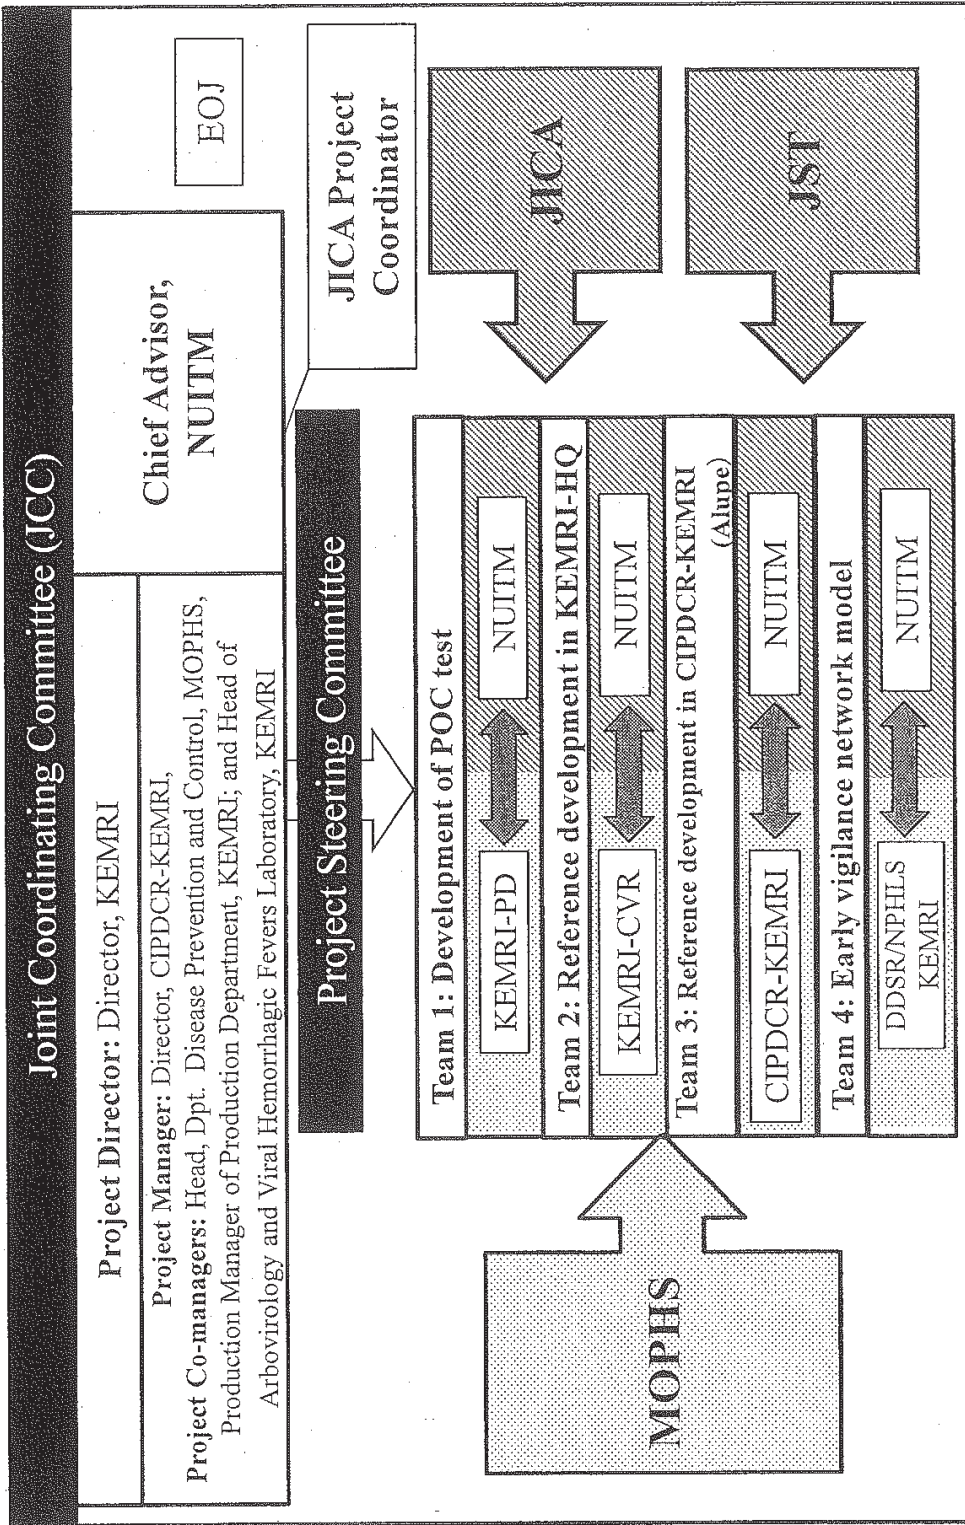 Joint Coordinating Committee (JCC)
Project Director: Director, KEMRI
Project Manager: Director, CIPDCR-KEMRI,
Project Co-managers: Head, Dpt. Disease Prevention and Control, MOPHS,
Production Manager of Production Department, KEMRI; and Head of
Arbovirology and Viral Hemorrhagic Fevers Laboratory, KEMRI
Chief Advisor,
NUITM
EOJ
JICA Project
Coordinator
Project Steering Committee
MOPHS
Team 1: Development of POC test
KEMRI-PD
NUITM
Team 2: Reference development in KEMRI-HQ
KEMRI-CVR
NUITM
Team 3: Reference development in CIPDCR-KEMRI
(Alupe)
CIPDCR-KEMRI
NUITM
Team 4: Early vigilance network model
DDSR/NPHLS
KEMRI
NUITM
JICA
JST